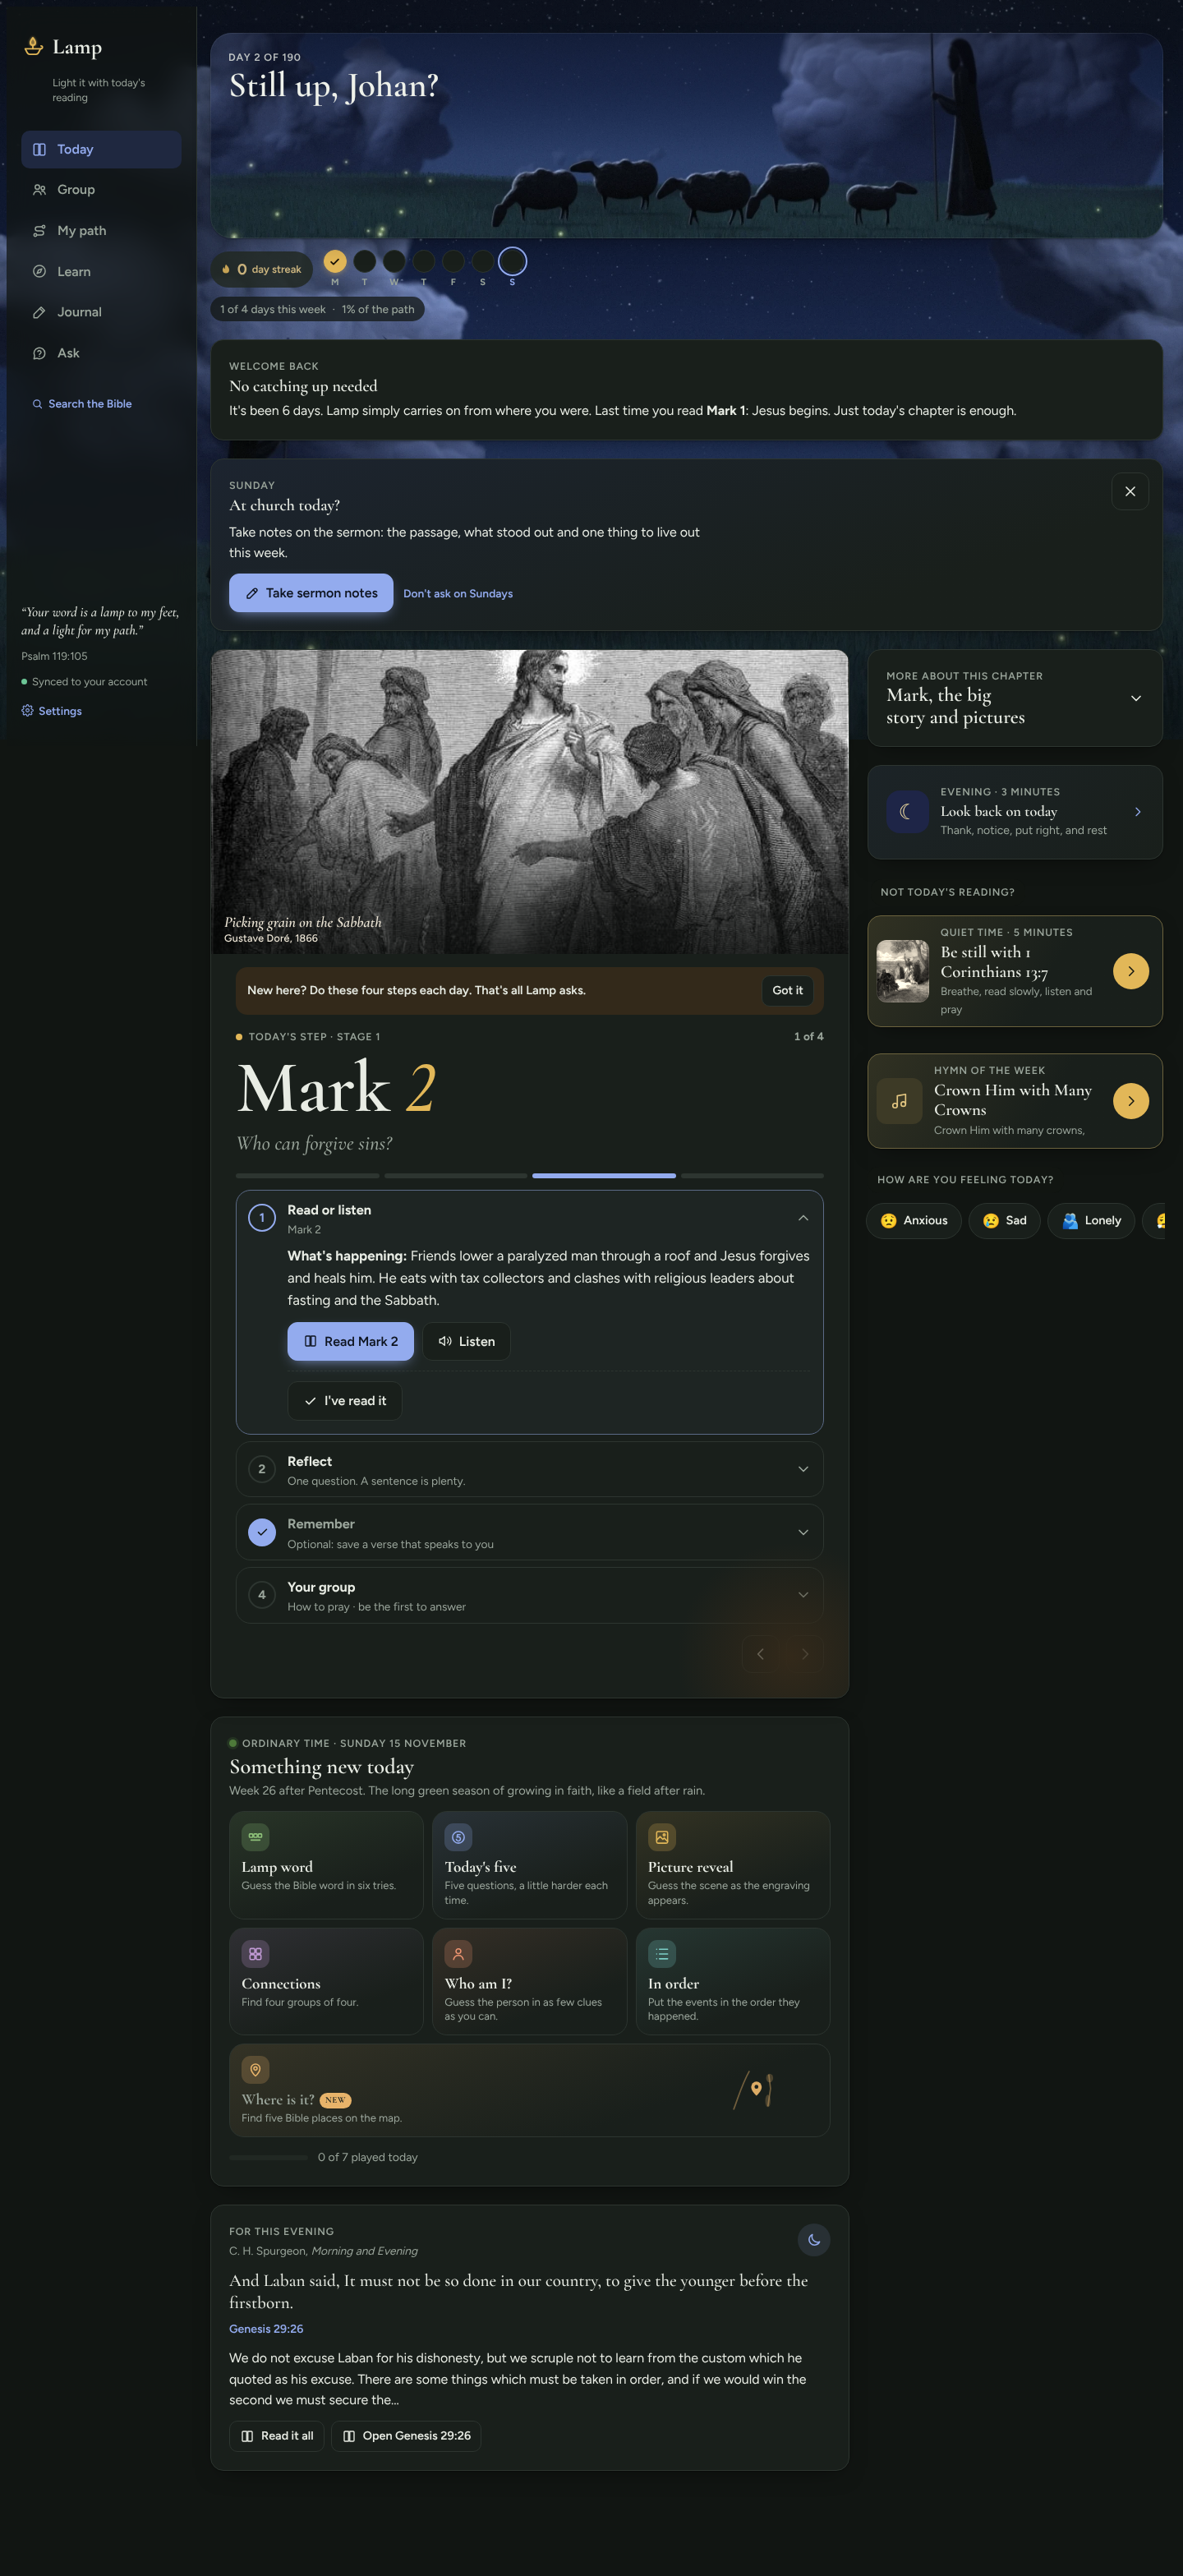 Lamp
Light it with today's
reading
Today
Group
My path
Learn
Journal
Ask
Search the Bible
“Your word is a lamp to my feet,
and a light for my path.”
Psalm 119:105
Synced to your account
Settings
DAY 2 OF 190
Still up, Johan?
0 day streak
M T W T F S S
1 of 4 days this week · 1% of the path
WELCOME BACK
No catching up needed
It's been 6 days. Lamp simply carries on from where you were. Last time you read Mark 1: Jesus begins. Just today's chapter is enough.
SUNDAY
At church today?
Take notes on the sermon: the passage, what stood out and one thing to live out
this week.
Take sermon notes
Don't ask on Sundays
Picking grain on the Sabbath
Gustave Doré, 1866
New here? Do these four steps each day. That's all Lamp asks.
Got it
TODAY'S STEP · STAGE 1
1 of 4
Mark 2
Who can forgive sins?
1
Read or listen
Mark 2
What's happening: Friends lower a paralyzed man through a roof and Jesus forgives
and heals him. He eats with tax collectors and clashes with religious leaders about
fasting and the Sabbath.
Read Mark 2
Listen
I've read it
2
Reflect
One question. A sentence is plenty.
Remember
Optional: save a verse that speaks to you
4
Your group
How to pray · be the first to answer
MORE ABOUT THIS CHAPTER
Mark, the big
story and pictures
EVENING · 3 MINUTES
Look back on today
Thank, notice, put right, and rest
NOT TODAY'S READING?
QUIET TIME · 5 MINUTES
Be still with 1
Corinthians 13:7
Breathe, read slowly, listen and
pray
HYMN OF THE WEEK
Crown Him with Many
Crowns
Crown Him with many crowns,
HOW ARE YOU FEELING TODAY?
Anxious
Sad
Lonely
ORDINARY TIME · SUNDAY 15 NOVEMBER
Something new today
Week 26 after Pentecost. The long green season of growing in faith, like a field after rain.
Lamp word
Guess the Bible word in six tries.
5
Today's five
Five questions, a little harder each
time.
Picture reveal
Guess the scene as the engraving
appears.
Connections
Find four groups of four.
Who am I?
Guess the person in as few clues
as you can.
In order
Put the events in the order they
happened.
Where is it? NEW
Find five Bible places on the map.
0 of 7 played today
FOR THIS EVENING
C. H. Spurgeon, Morning and Evening
And Laban said, It must not be so done in our country, to give the younger before the
firstborn.
Genesis 29:26
We do not excuse Laban for his dishonesty, but we scruple not to learn from the custom which he
quoted as his excuse. There are some things which must be taken in order, and if we would win the
second we must secure the...
Read it all
Open Genesis 29:26